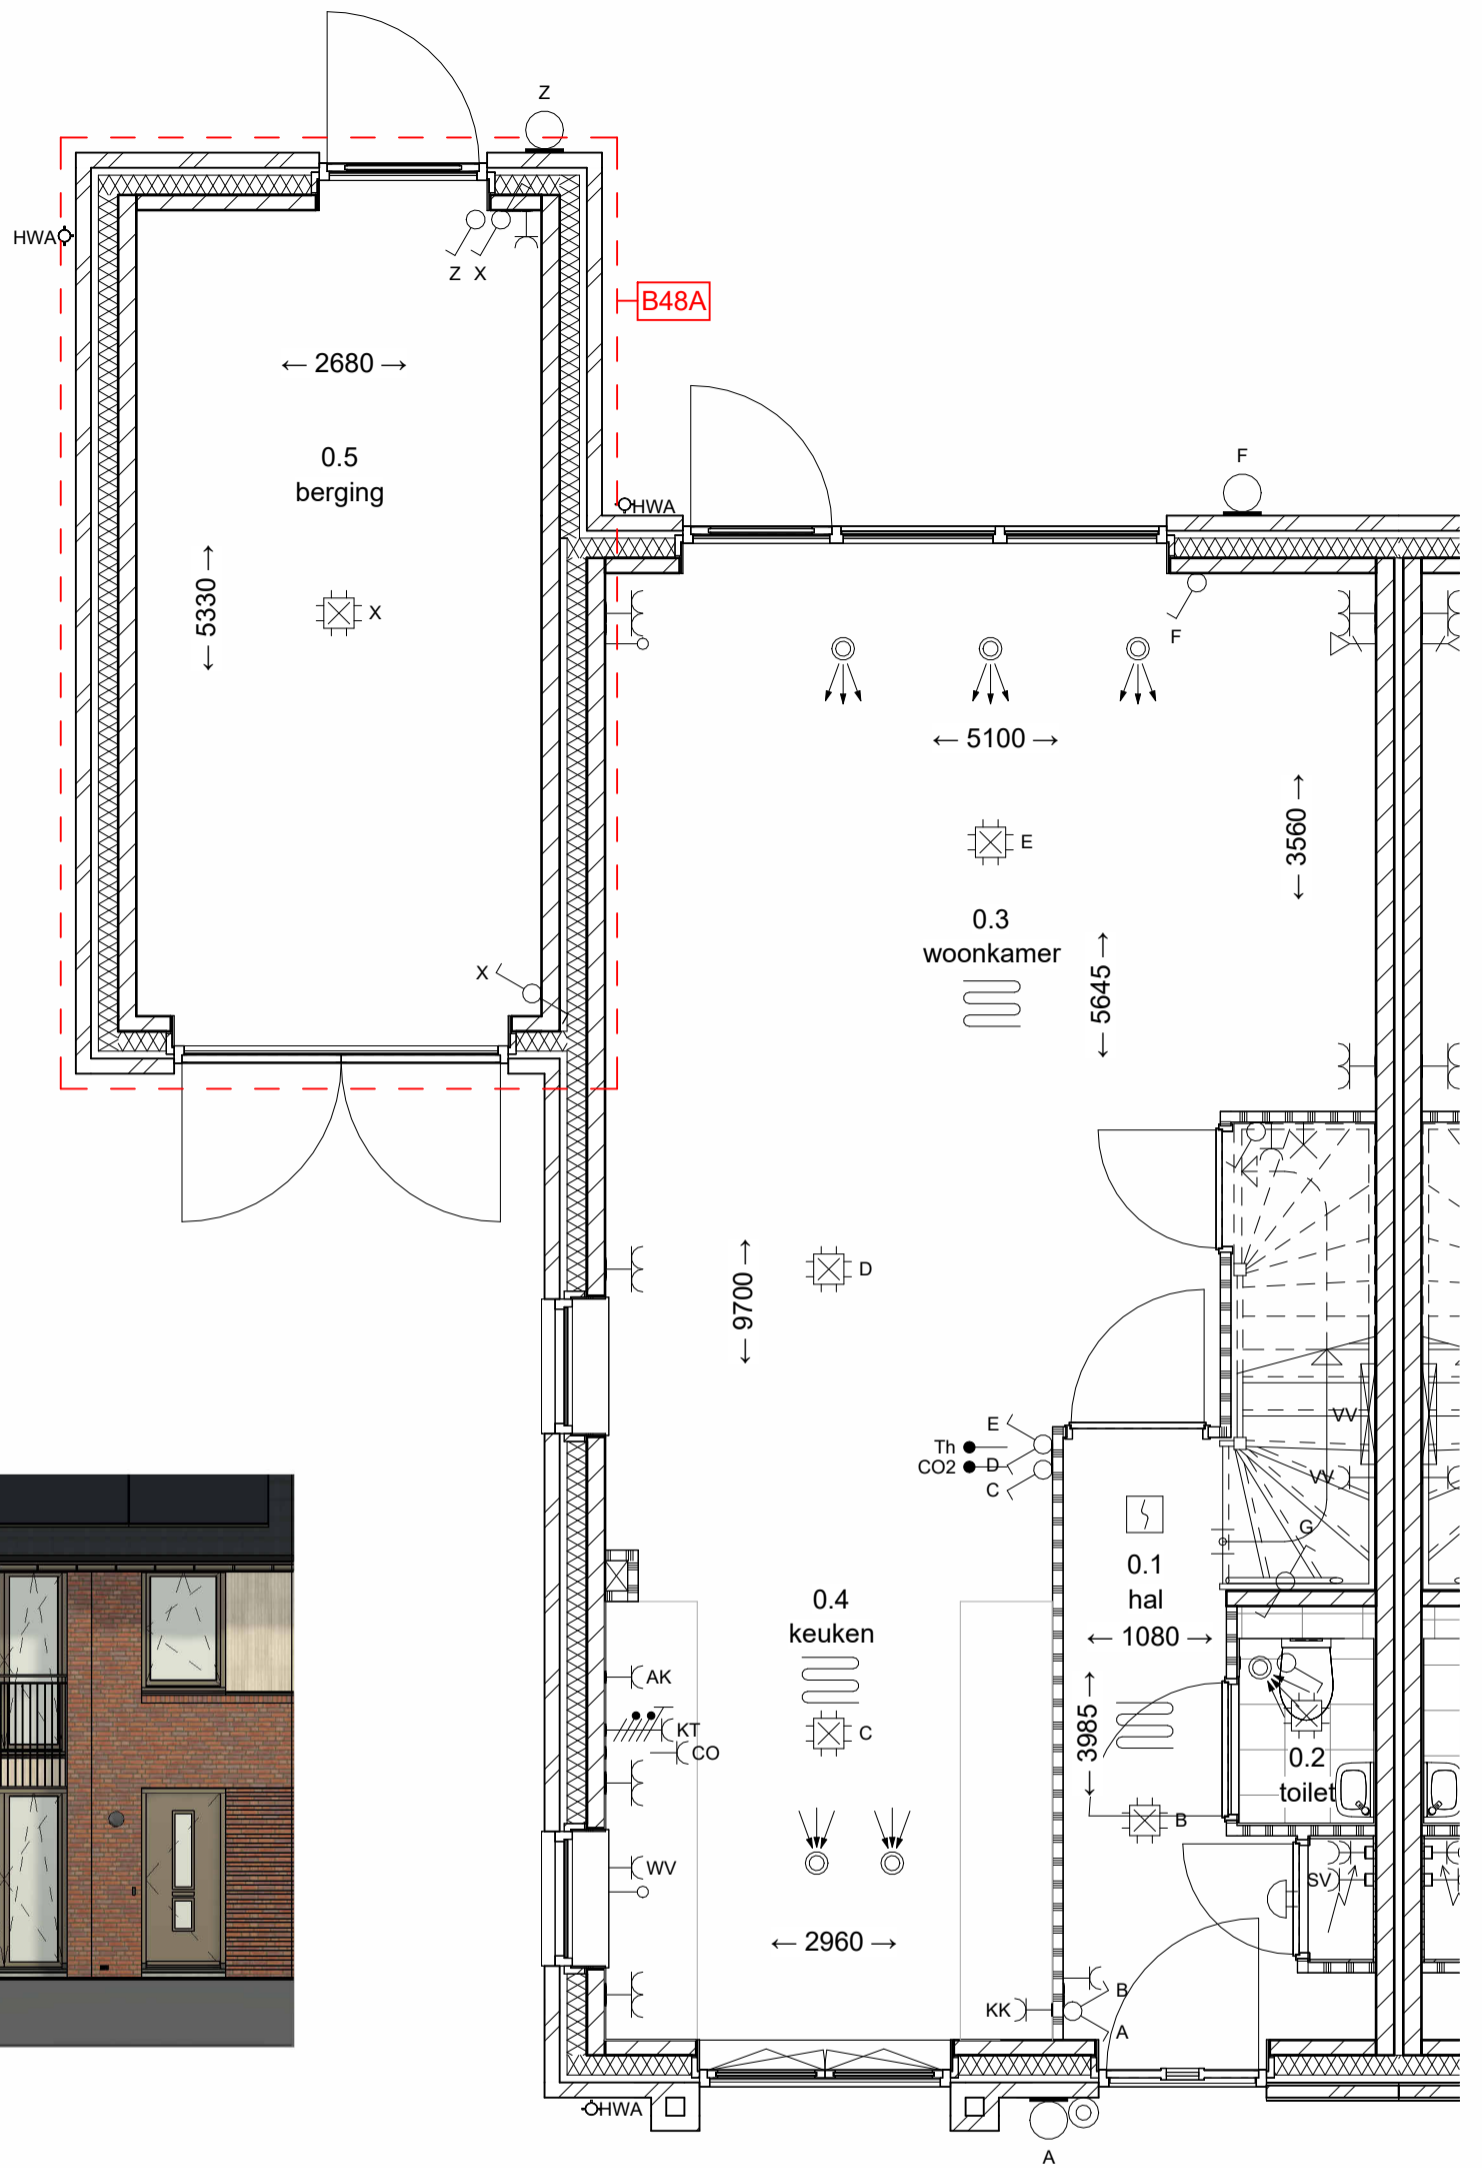 Z
HWA
Z X
B48A
← 2680 →
0.5
berging
HWA
F
← 5330 →
X
F
← 5100 →
← 3560 →
E
0.3
woonkamer
X
← 5645 →
← 9700 →
D
VV
E
Th
CO2
D
C
VV
G
0.1
hal
← 1080 →
0.4
keuken
AK
KT
CO
C
← 3985 →
0.2
toilet
B
WV
SV
← 2960 →
B
KK
A
HWA
A